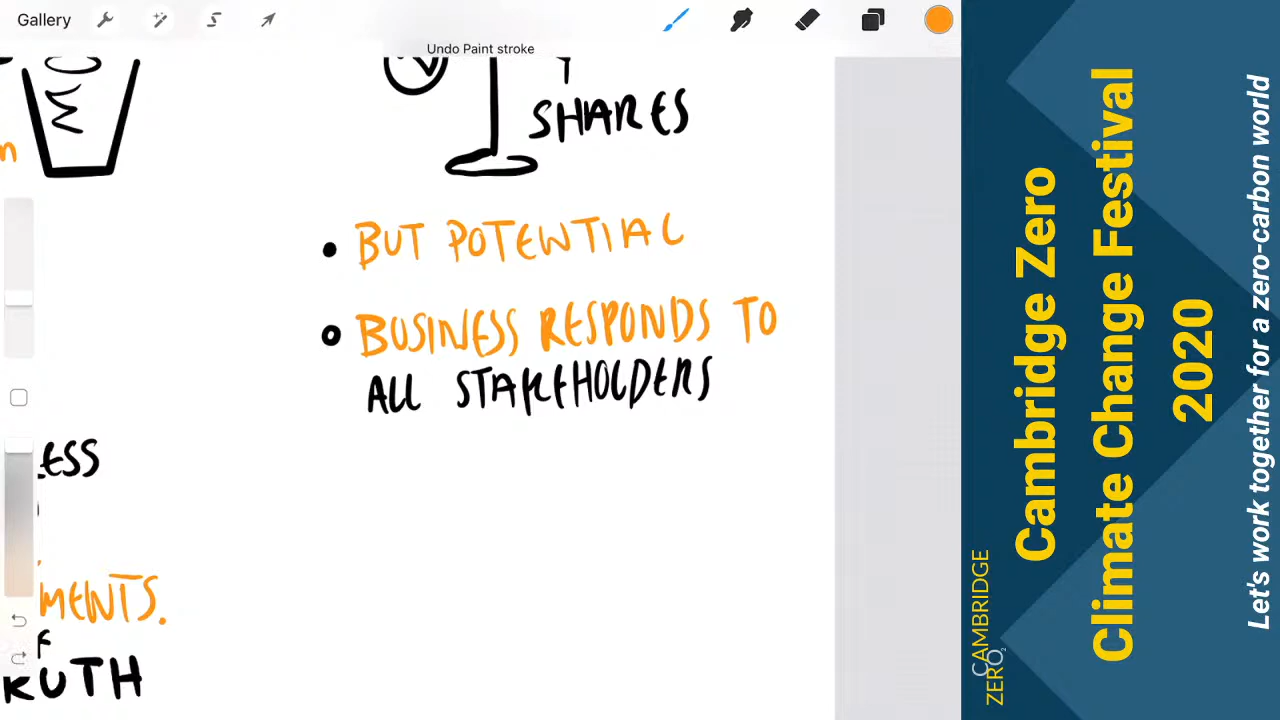 Gallery
Undo Paint stroke
SHARES
BUT POTENTIAL
BUSINESS RESPONDS TO
ALL STAKEHOLDERS
ESS
MENTS.
F
RUTH
Cambridge Zero
Climate Change Festival
2020
Let's work together for a zero-carbon world
CAMBRIDGE
ZERO
CO₂